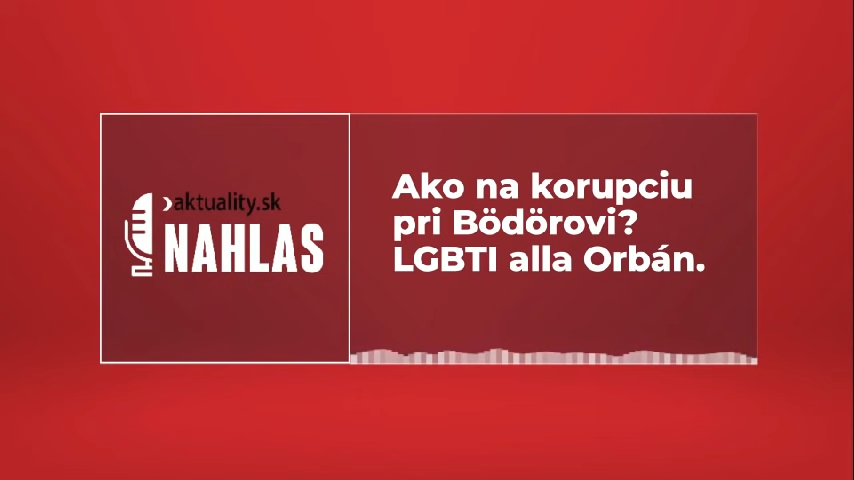 aktuality.sk
NAHLAS
Ako na korupciu
pri Bödörovi?
LGBTI alla Orbán.